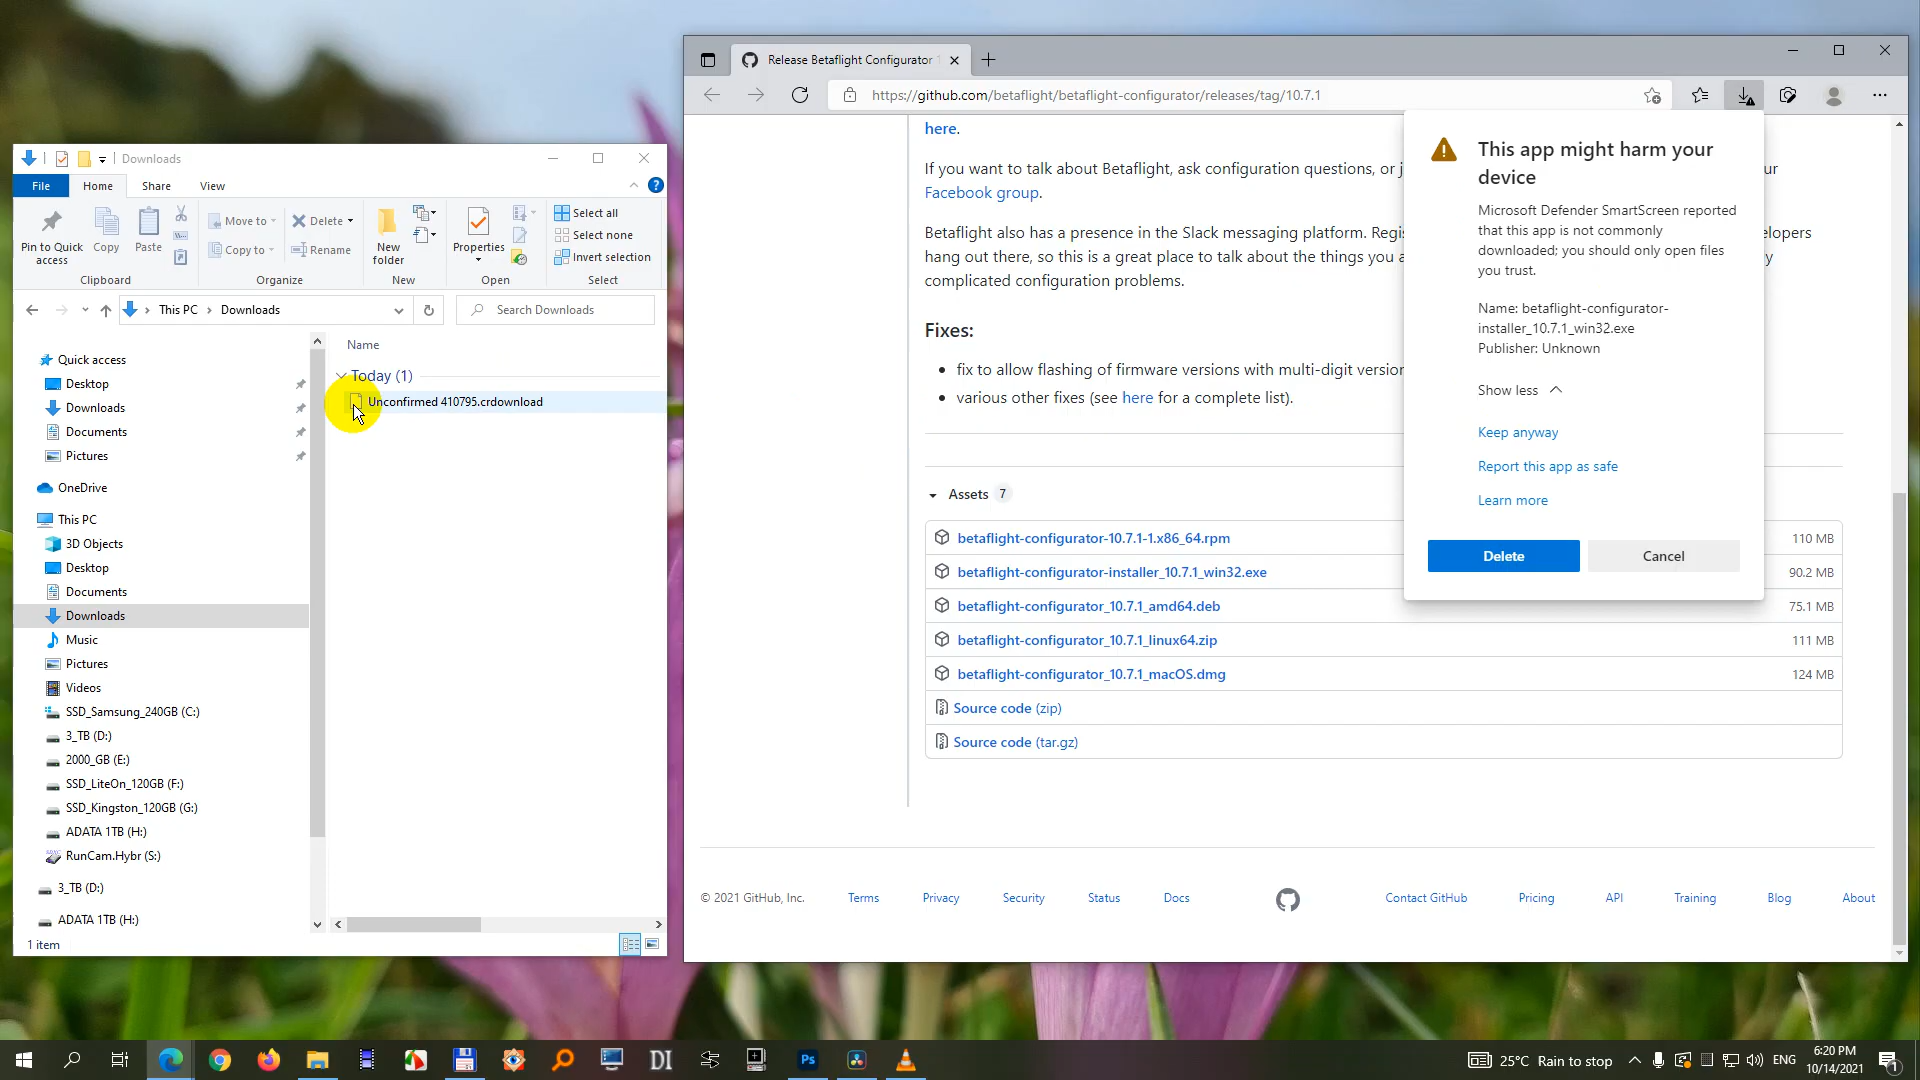 Downloads
File
Home
Share
View
Pin to Quick
access
Copy
Paste
Move to
Copy to
Delete
Rename
New
folder
Properties
Select all
Select none
Invert selection
Clipboard
Organize
New
Open
Select
This PC
Downloads
Search Downloads
Quick access
Desktop
Downloads
Documents
Pictures
OneDrive
This PC
3D Objects
Desktop
Documents
Downloads
Music
Pictures
Videos
SSD_Samsung_240GB (C:)
3_TB (D:)
2000_GB (E:)
SSD_LiteOn_120GB (F:)
SSD_Kingston_120GB (G:)
ADATA 1TB (H:)
RunCam.Hybr (S:)
3_TB (D:)
ADATA 1TB (H:)
Name
Today (1)
Unconfirmed 410795.crdownload
1 item
Release Betaflight Configurator 1
https://github.com/betaflight/betaflight-configurator/releases/tag/10.7.1
here.
If you want to talk about Betaflight, ask configuration questions, or j
ur
Facebook group.
Betaflight also has a presence in the Slack messaging platform. Regis
elopers
hang out there, so this is a great place to talk about the things you a
y
complicated configuration problems.
Fixes:
fix to allow flashing of firmware versions with multi-digit version
various other fixes (see here for a complete list).
Assets 7
betaflight-configurator-10.7.1-1.x86_64.rpm
110 MB
betaflight-configurator-installer_10.7.1_win32.exe
90.2 MB
betaflight-configurator_10.7.1_amd64.deb
75.1 MB
betaflight-configurator_10.7.1_linux64.zip
111 MB
betaflight-configurator_10.7.1_macOS.dmg
124 MB
Source code (zip)
Source code (tar.gz)
This app might harm your
device
Microsoft Defender SmartScreen reported
that this app is not commonly
downloaded; you should only open files
you trust.
Name: betaflight-configurator-
installer_10.7.1_win32.exe
Publisher: Unknown
Show less
Keep anyway
Report this app as safe
Learn more
Delete
Cancel
© 2021 GitHub, Inc.
Terms
Privacy
Security
Status
Docs
Contact GitHub
Pricing
API
Training
Blog
About
Ps
DI
25°C Rain to stop
ENG
6:20 PM
10/14/2021
1